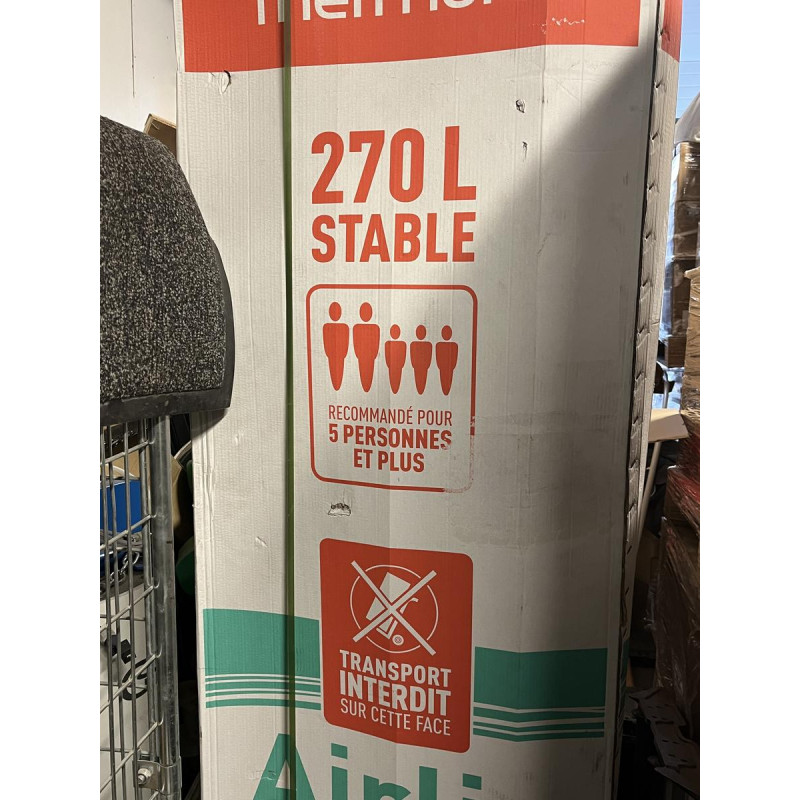 270 L
STABLE
RECOMMANDÉ POUR
5 PERSONNES
ET PLUS
TRANSPORT
INTERDIT
SUR CETTE FACE